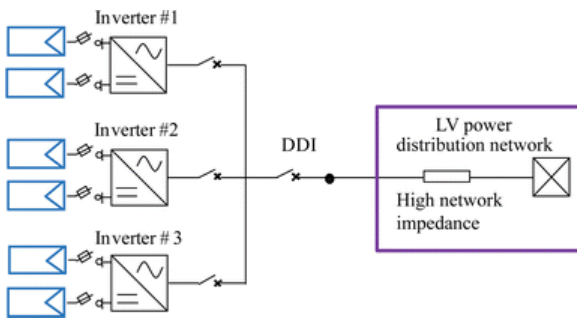 Inverter #1
Inverter #2
DDI
LV power
distribution network
High network
impedance
Inverter # 3